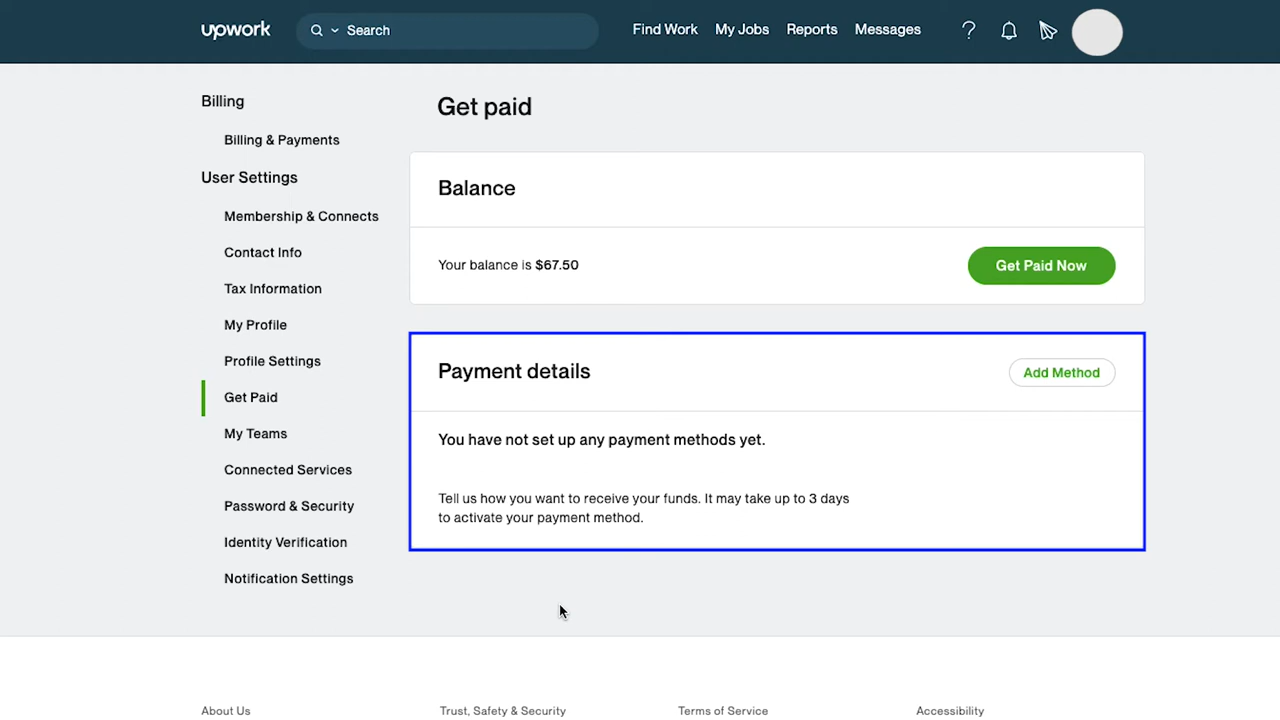 upwork
Search
Find Work
My Jobs
Reports
Messages
?
Billing
Billing & Payments
User Settings
Membership & Connects
Contact Info
Tax Information
My Profile
Profile Settings
Get Paid
My Teams
Connected Services
Password & Security
Identity Verification
Notification Settings
Get paid
Balance
Your balance is $67.50
Get Paid Now
Payment details
Add Method
You have not set up any payment methods yet.
Tell us how you want to receive your funds. It may take up to 3 days
to activate your payment method.
About Us
Trust, Safety & Security
Terms of Service
Accessibility